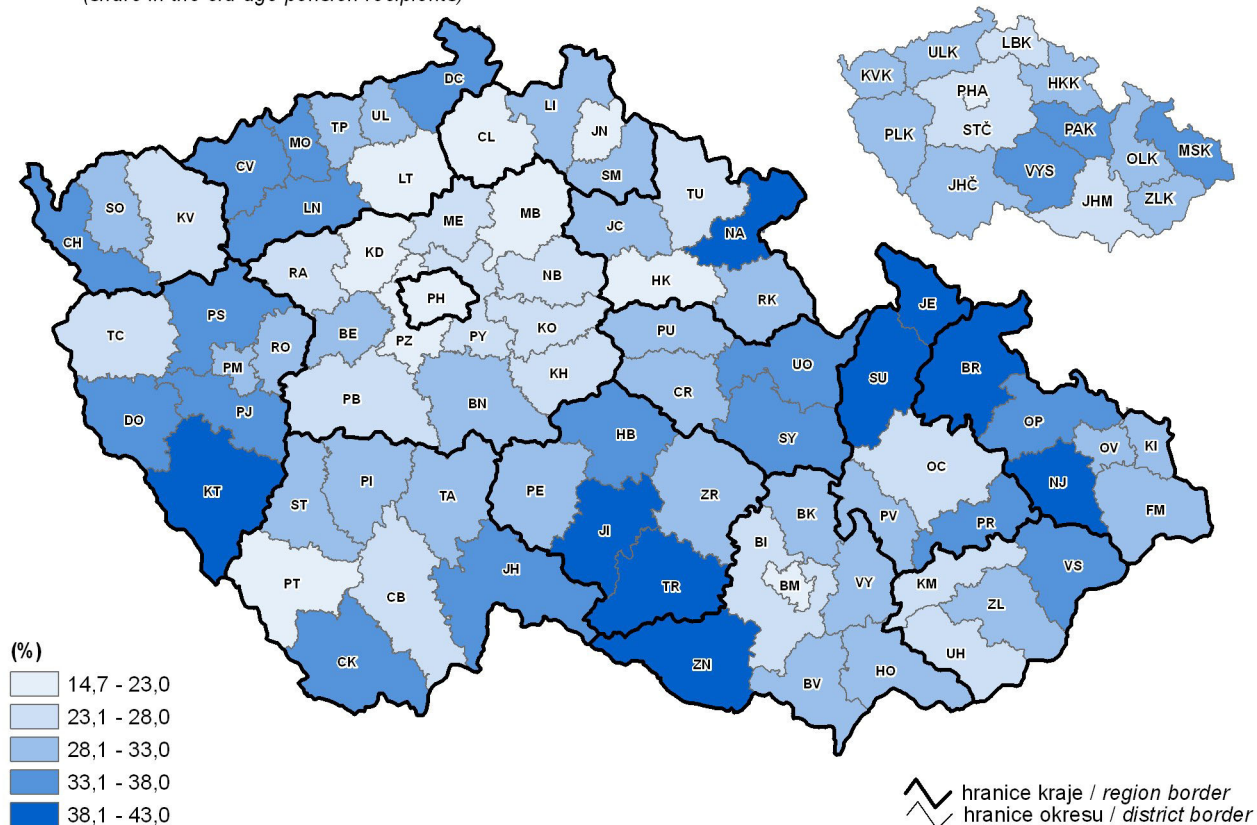 (share in the old-age pension recipients)
DC
LBK
ULK
KVK
HKK
PHA
STČ
PLK
PAK
MSK
OLK
VYS
JHČ
JHM
ZLK
LI
UL
TP
JN
CL
MO
CV
LT
SM
TU
LN
SO
KV
MB
ME
JC
NA
CH
KD
RA
NB
HK
PH
RK
PS
KO
JE
TC
BE
PY
PU
RO
PZ
PM
UO
KH
BR
SU
CR
PB
BN
DO
PJ
OP
HB
SY
OV
KI
OC
PI
KT
NJ
PE
ZR
TA
ST
FM
BK
PV
PR
JI
BI
VS
JH
PT
VY
KM
TR
BM
CB
ZL
UH
CK
ZN
HO
BV
(%)
14,7 - 23,0
23,1 - 28,0
28,1 - 33,0
33,1 - 38,0
38,1 - 43,0
hranice kraje / region border
hranice okresu / district border